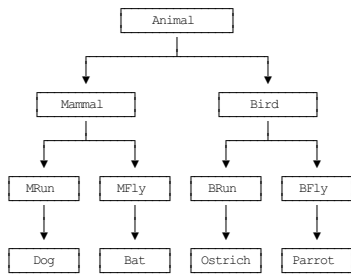 Animal
Mammal Bird
MRun MFly BRun BFly
Dog Bat Ostrich Parrot